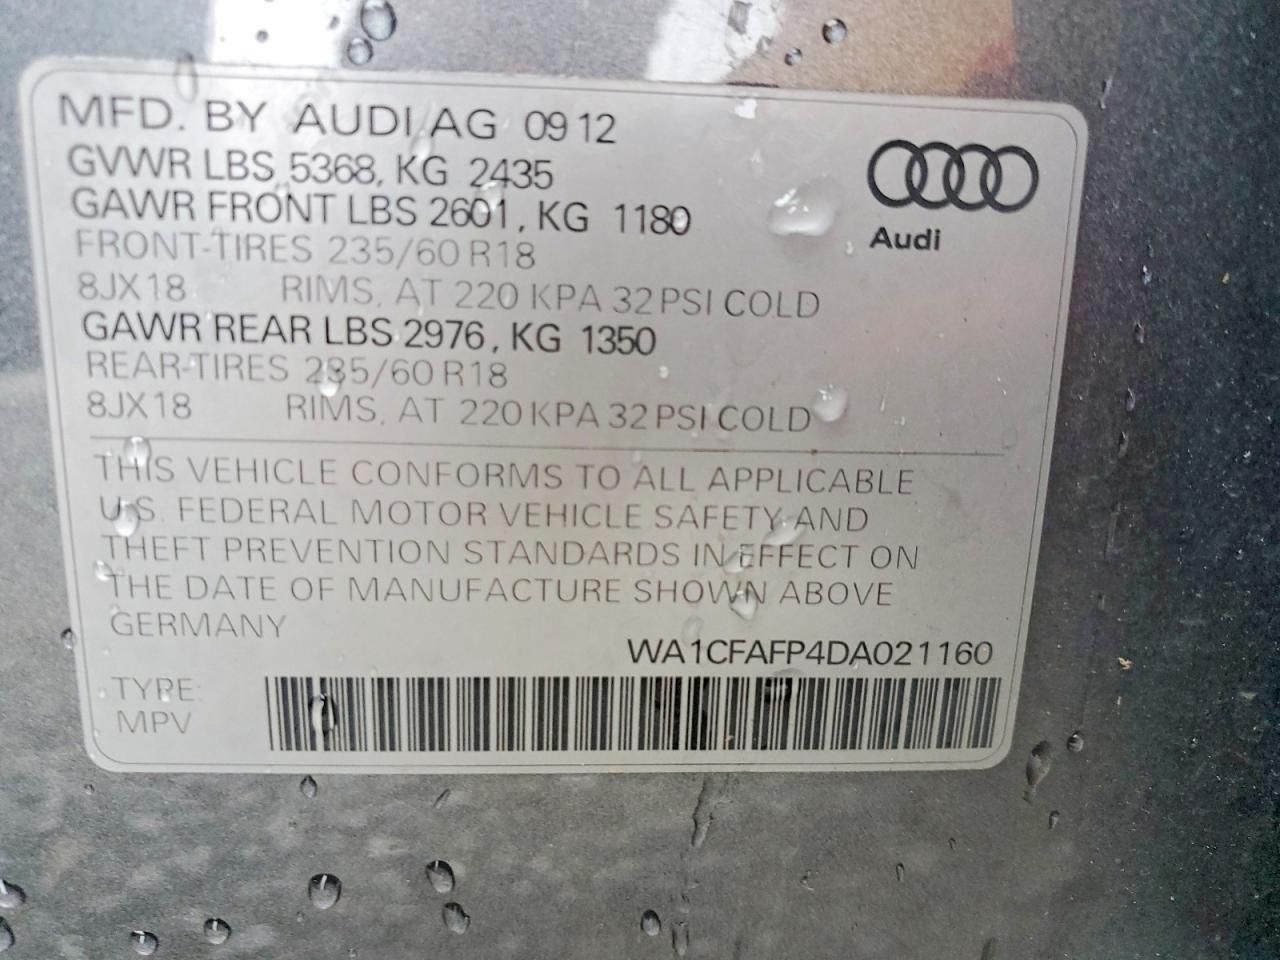 MFD. BY AUDI AG 09 12
GVWR LBS 5368, KG 2435
GAWR FRONT LBS 2601, KG 1180
FRONT-TIRES 235/60 R18
8JX18 RIMS, AT 220 KPA 32 PSI COLD
GAWR REAR LBS 2976, KG 1350
REAR-TIRES 235/60 R18
8JX18 RIMS, AT 220 KPA 32 PSI COLD
Audi
THIS VEHICLE CONFORMS TO ALL APPLICABLE
U.S. FEDERAL MOTOR VEHICLE SAFETY AND
THEFT PREVENTION STANDARDS IN EFFECT ON
THE DATE OF MANUFACTURE SHOWN ABOVE
GERMANY
WA1CFAFP4DA021160
TYPE:
MPV